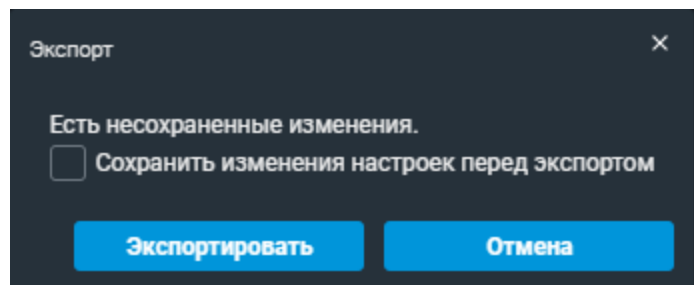 Экспорт
Есть несохраненные изменения.
Сохранить изменения настроек перед экспортом
Экспортировать Отмена